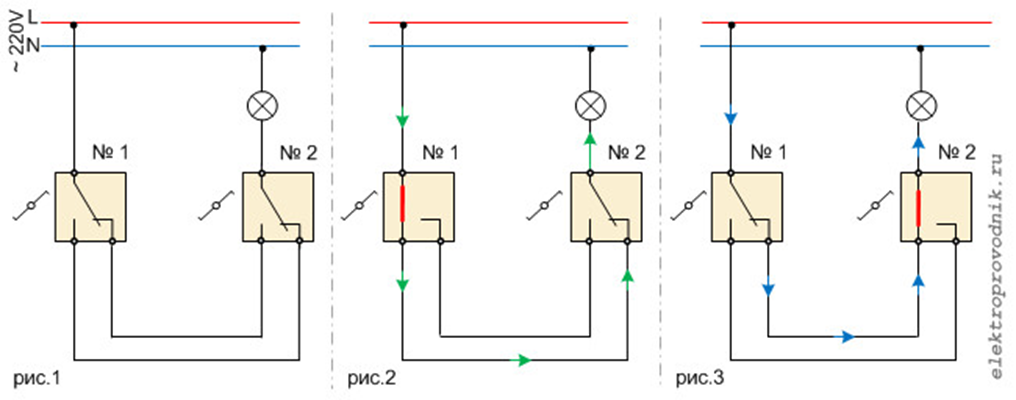 ~ 220V
L
N
№ 1
№ 2
рис.1
№ 1
№ 2
рис.2
№ 1
№ 2
рис.3
elektroprovodnik.ru